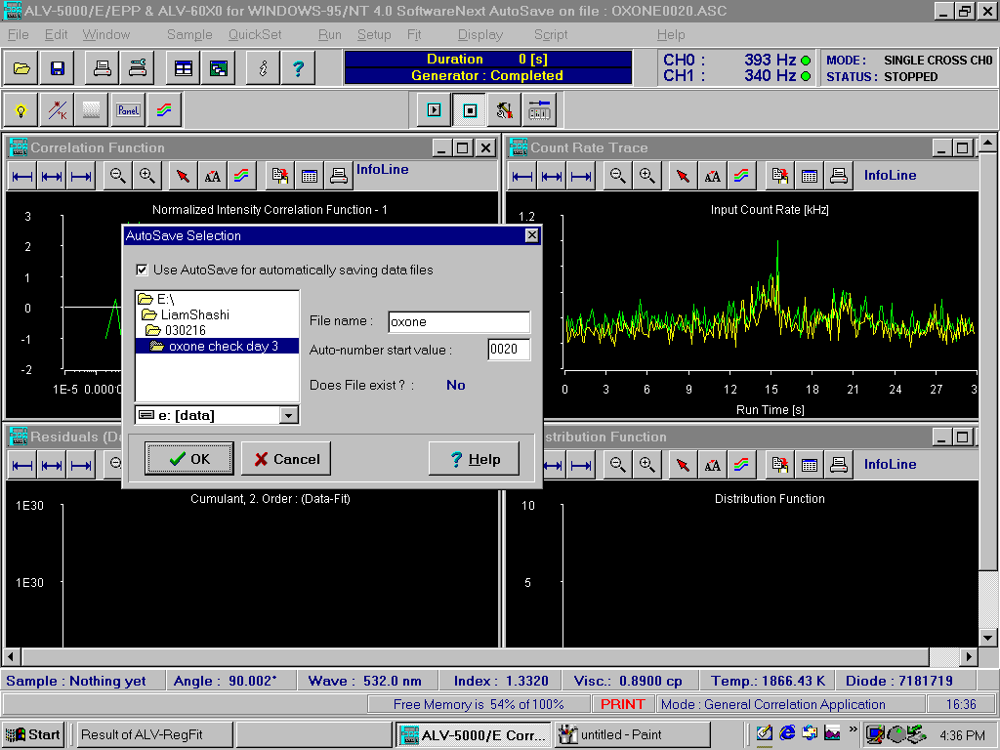 ALV-5000/E/EPP & ALV-60X0 for WINDOWS-95/NT 4.0 SoftwareNext AutoSave on file : OXONE0020.ASC
File Edit Window Sample QuickSet Run Setup Fit Display Script Help
Duration 0 [s]
Generator : Completed
CH0 : 393 Hz
CH1 : 340 Hz
MODE : SINGLE CROSS CH0
STATUS : STOPPED
Panel
Correlation Function
InfoLine
Normalized Intensity Correlation Function - 1
3
2
1
0
-1
-2
1E-5 0.000
Count Rate Trace
InfoLine
Input Count Rate [kHz]
1.2
0 3 6 9 12 15 18 21 24 27 3
Run Time [s]
AutoSave Selection
Use AutoSave for automatically saving data files
E:\
LiamShashi
030216
oxone check day 3
e: [data]
File name : oxone
Auto-number start value : 0020
Does File exist ? : No
OK Cancel ? Help
Residuals (Da
Cumulant, 2. Order : (Data-Fit)
1E30
1E30
stribution Function
InfoLine
Distribution Function
10
5
Sample : Nothing yet Angle : 90.002° Wave : 532.0 nm Index : 1.3320 Visc.: 0.8900 cp Temp.: 1866.43 K Diode : 7181719
Free Memory is 54% of 100% PRINT Mode : General Correlation Application 16:36
Start Result of ALV-RegFit ALV-5000/E Corr... untitled - Paint 4:36 PM